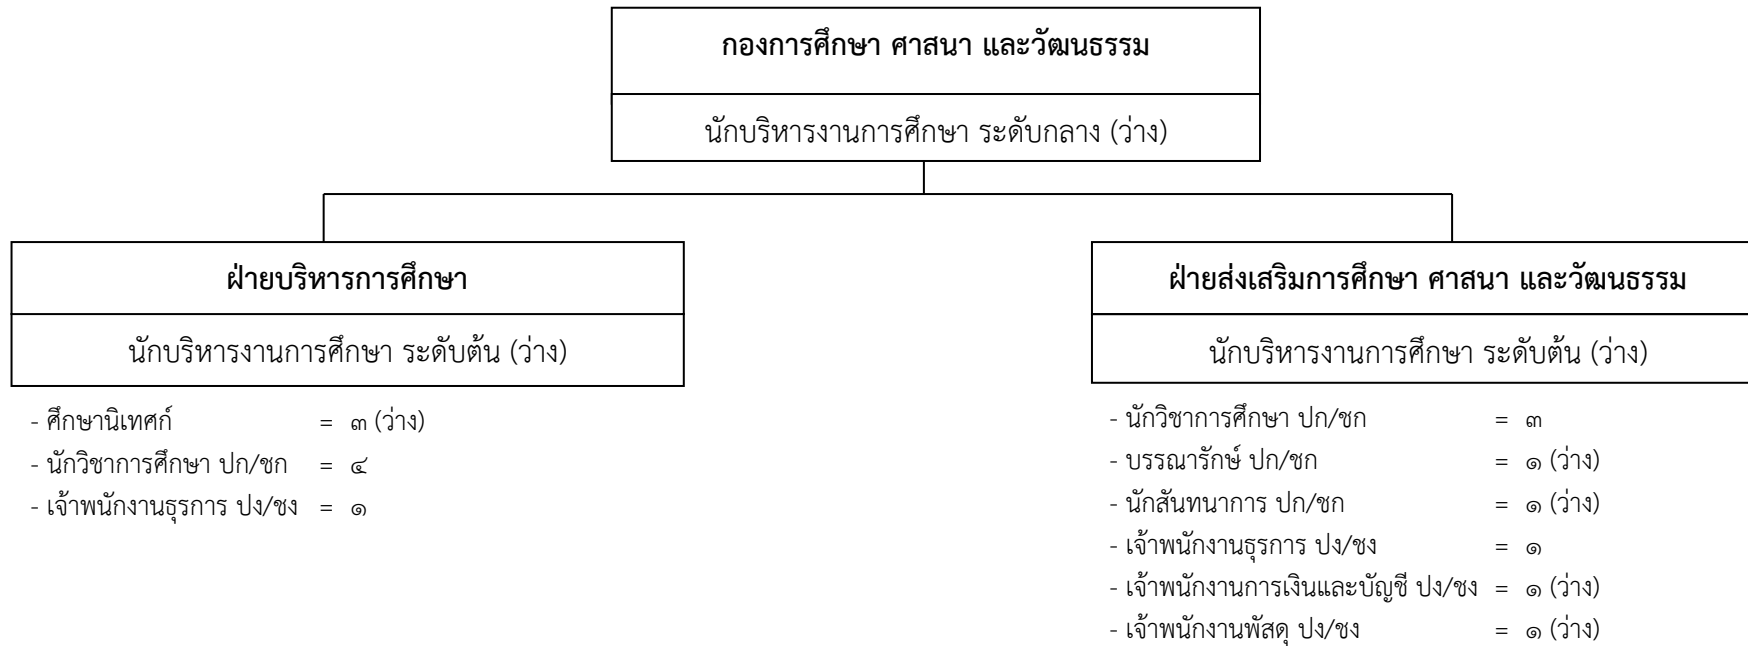 กองการศึกษา ศาสนา และวัฒนธรรม
นักบริหารงานการศึกษา ระดับกลาง (ว่าง)
ฝ่ายบริหารการศึกษา
นักบริหารงานการศึกษา ระดับต้น (ว่าง)
- ศึกษานิเทศก์ = ๓ (ว่าง)
- นักวิชาการศึกษา ปก/ชก = ๔
- เจ้าพนักงานธุรการ ปง/ชง = ๑
ฝ่ายส่งเสริมการศึกษา ศาสนา และวัฒนธรรม
นักบริหารงานการศึกษา ระดับต้น (ว่าง)
- นักวิชาการศึกษา ปก/ชก = ๓
- บรรณารักษ์ ปก/ชก = ๑ (ว่าง)
- นักสันทนาการ ปก/ชก = ๑ (ว่าง)
- เจ้าพนักงานธุรการ ปง/ชง = ๑
- เจ้าพนักงานการเงินและบัญชี ปง/ชง = ๑ (ว่าง)
- เจ้าพนักงานพัสดุ ปง/ชง = ๑ (ว่าง)